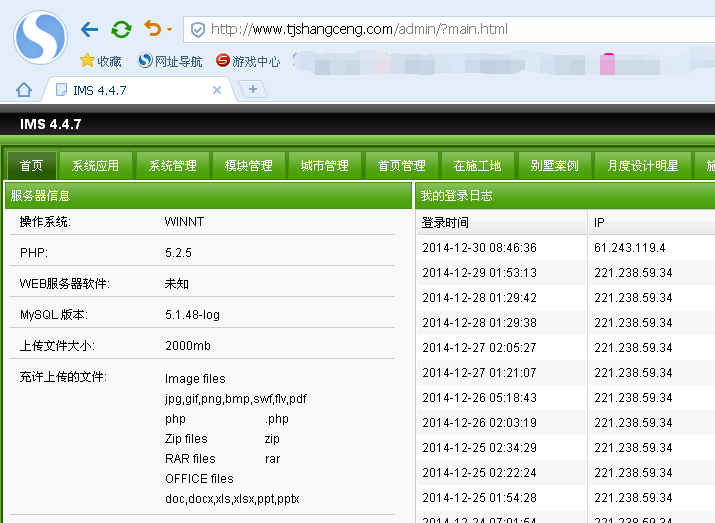 http://www.tjshangceng.com/admin/?main.html
收藏 网址导航 游戏中心
IMS 4.4.7
IMS 4.4.7
首页 系统应用 系统管理 模块管理 城市管理 首页管理 在施工地 别墅案例 月度设计明星
服务器信息
操作系统: WINNT
PHP: 5.2.5
WEB服务器软件: 未知
MySQL 版本: 5.1.48-log
上传文件大小: 2000mb
充许上传的文件: Image files
jpg,gif,png,bmp,swf,flv,pdf
php .php
Zip files zip
RAR files rar
OFFICE files
doc,docx,xls,xlsx,ppt,pptx
我的登录日志
登录时间 IP
2014-12-30 08:46:36 61.243.119.4
2014-12-29 01:53:13 221.238.59.34
2014-12-28 01:29:42 221.238.59.34
2014-12-28 01:29:38 221.238.59.34
2014-12-27 02:05:27 221.238.59.34
2014-12-27 01:21:07 221.238.59.34
2014-12-26 05:18:43 221.238.59.34
2014-12-26 02:03:19 221.238.59.34
2014-12-25 02:34:29 221.238.59.34
2014-12-25 02:22:24 221.238.59.34
2014-12-25 01:54:28 221.238.59.34
2014-12-24 07:01:54 221.238.59.34